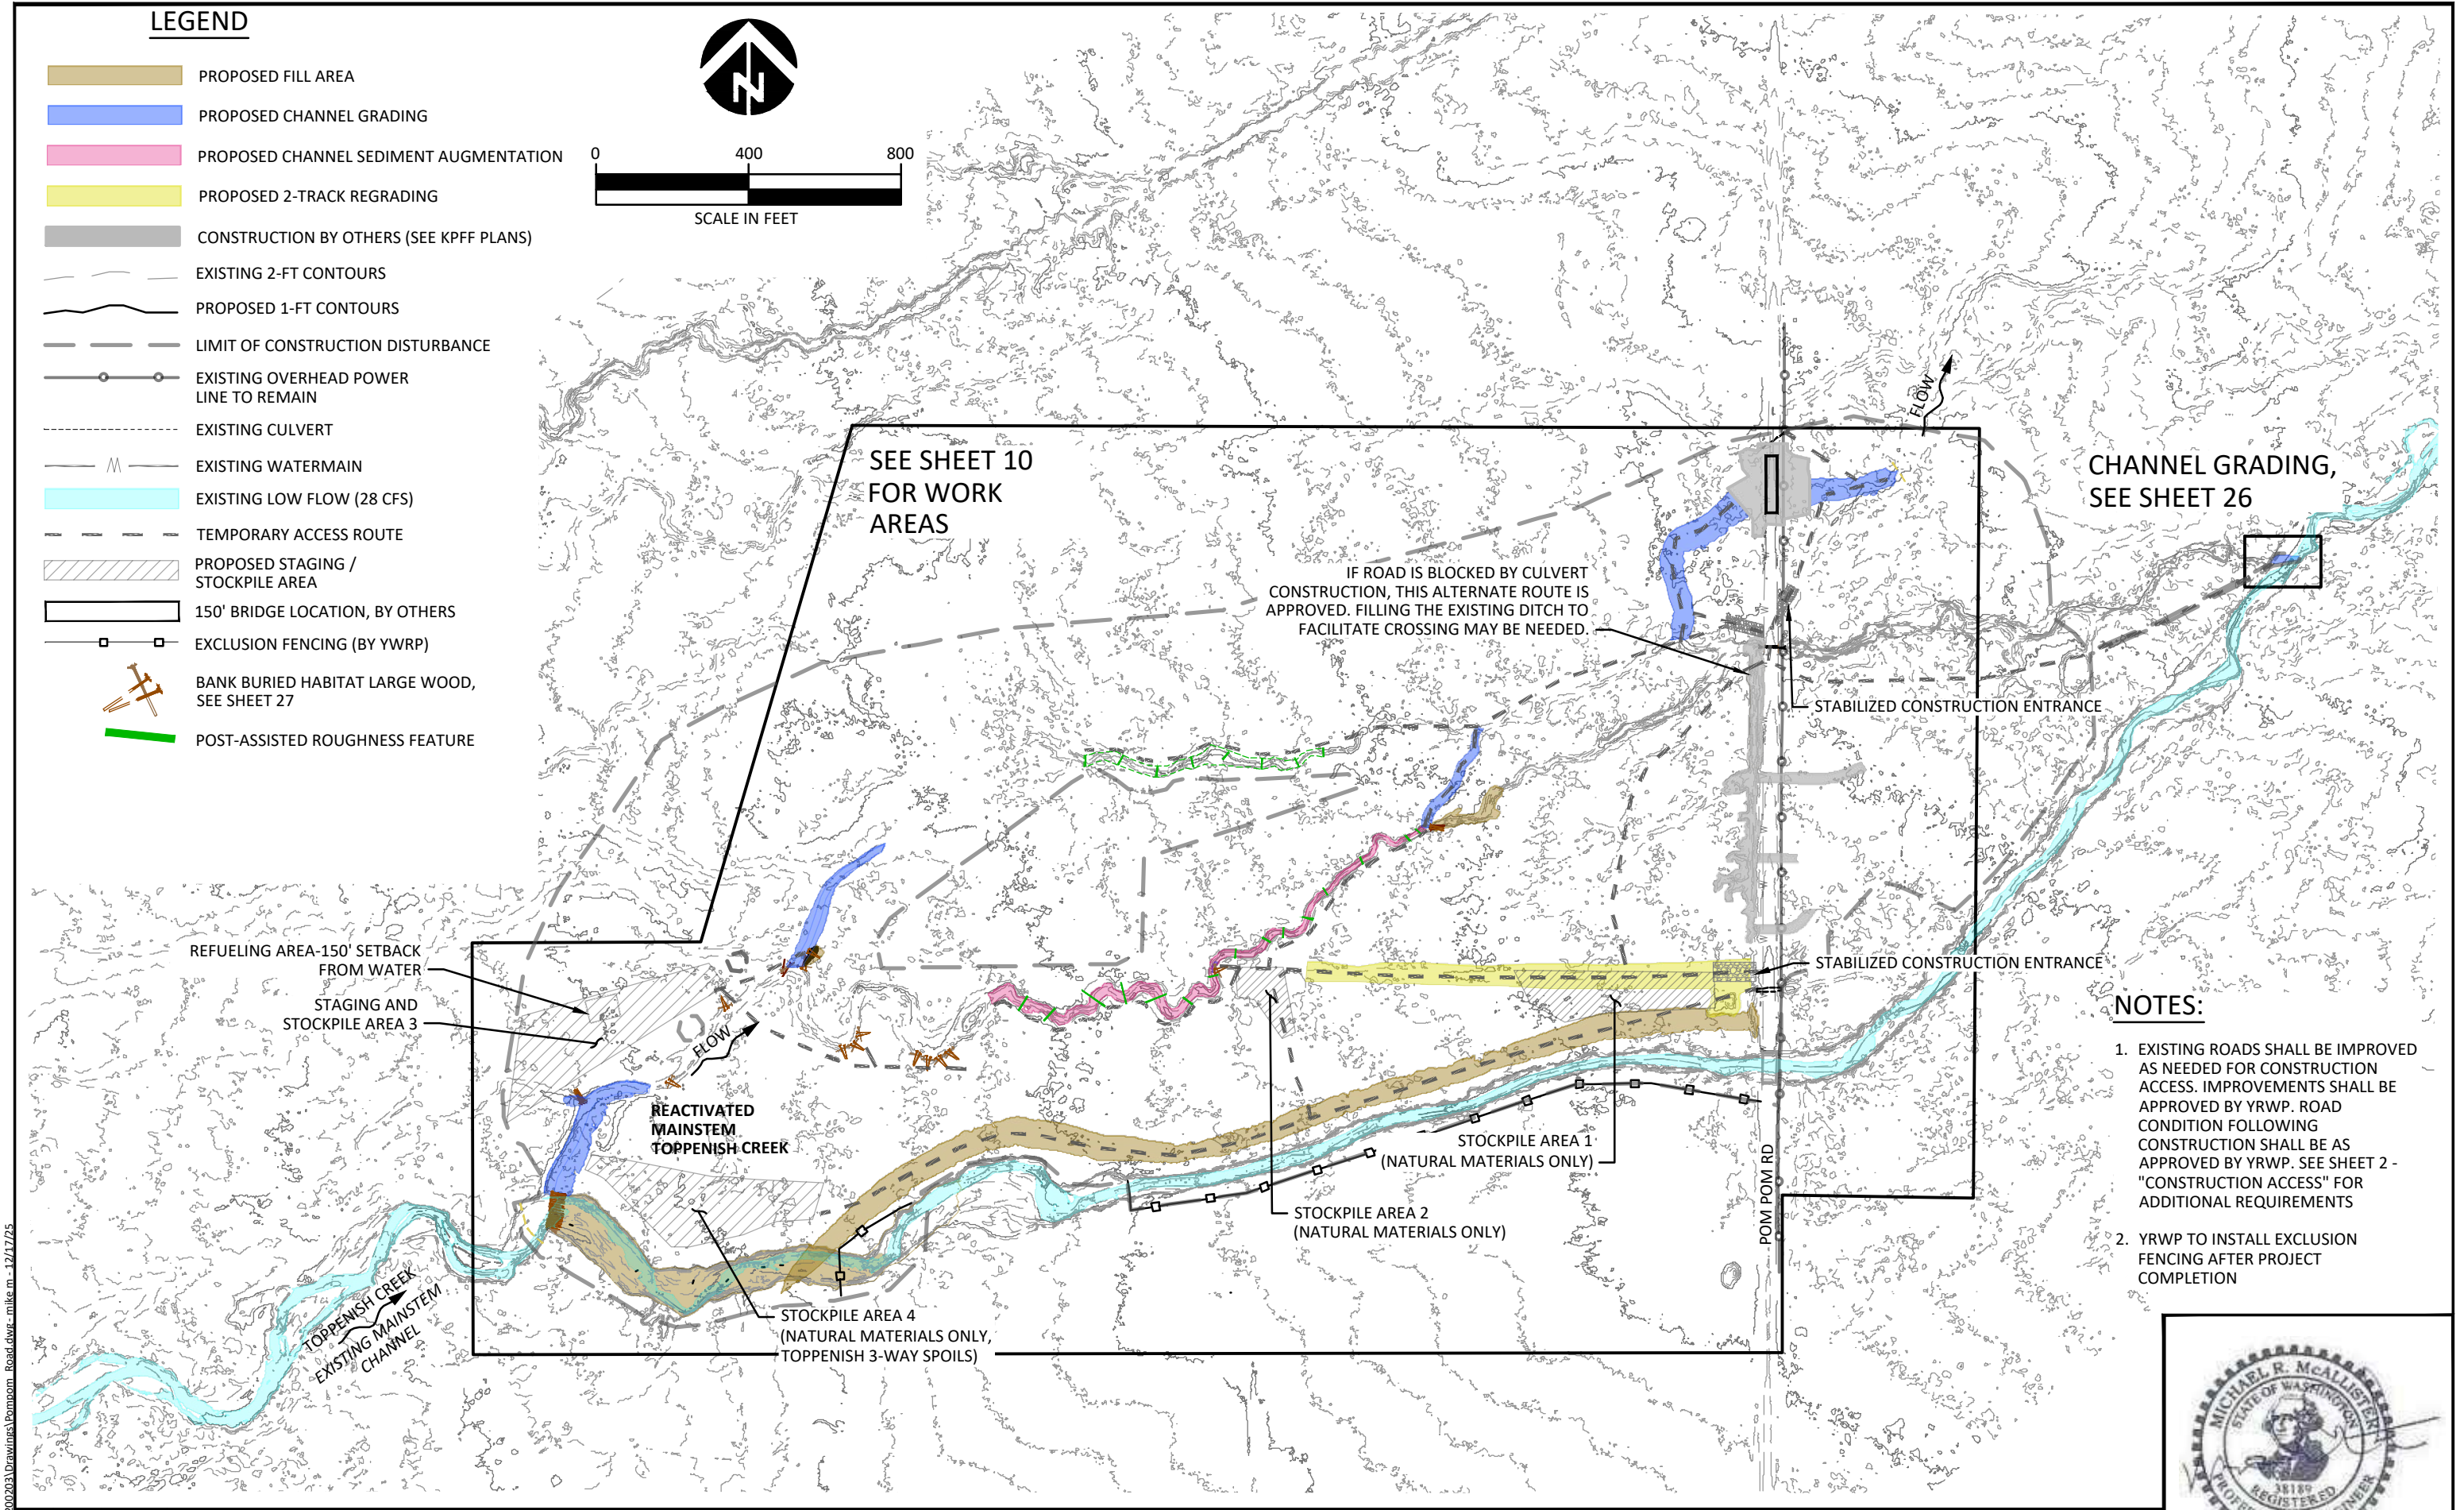 LEGEND
PROPOSED FILL AREA
PROPOSED CHANNEL GRADING
PROPOSED CHANNEL SEDIMENT AUGMENTATION
PROPOSED 2-TRACK REGRADING
CONSTRUCTION BY OTHERS (SEE KPFF PLANS)
EXISTING 2-FT CONTOURS
PROPOSED 1-FT CONTOURS
LIMIT OF CONSTRUCTION DISTURBANCE
EXISTING OVERHEAD POWER
LINE TO REMAIN
EXISTING CULVERT
EXISTING WATERMAIN
EXISTING LOW FLOW (28 CFS)
TEMPORARY ACCESS ROUTE
PROPOSED STAGING /
STOCKPILE AREA
150' BRIDGE LOCATION, BY OTHERS
EXCLUSION FENCING (BY YWRP)
BANK BURIED HABITAT LARGE WOOD,
SEE SHEET 27
POST-ASSISTED ROUGHNESS FEATURE
N
0 400 800
SCALE IN FEET
SEE SHEET 10
FOR WORK
AREAS
FLOW
CHANNEL GRADING,
SEE SHEET 26
IF ROAD IS BLOCKED BY CULVERT
CONSTRUCTION, THIS ALTERNATE ROUTE IS
APPROVED. FILLING THE EXISTING DITCH TO
FACILITATE CROSSING MAY BE NEEDED.
STABILIZED CONSTRUCTION ENTRANCE
REFUELING AREA-150' SETBACK
FROM WATER
STAGING AND
STOCKPILE AREA 3
FLOW
REACTIVATED
MAINSTEM
TOPPENISH CREEK
STABILIZED CONSTRUCTION ENTRANCE
STOCKPILE AREA 1
(NATURAL MATERIALS ONLY)
STOCKPILE AREA 2
(NATURAL MATERIALS ONLY)
POM POM RD
STOCKPILE AREA 4
(NATURAL MATERIALS ONLY,
TOPPENISH 3-WAY SPOILS)
TOPPENISH CREEK
EXISTING MAINSTEM
CHANNEL
NOTES:
1. EXISTING ROADS SHALL BE IMPROVED
AS NEEDED FOR CONSTRUCTION
ACCESS. IMPROVEMENTS SHALL BE
APPROVED BY YRWP. ROAD
CONDITION FOLLOWING
CONSTRUCTION SHALL BE AS
APPROVED BY YRWP. SEE SHEET 2 -
"CONSTRUCTION ACCESS" FOR
ADDITIONAL REQUIREMENTS
2. YRWP TO INSTALL EXCLUSION
FENCING AFTER PROJECT
COMPLETION
MICHAEL R. McALLISTER
STATE OF WASHINGTON
38189
REGISTERED
\Drawings\Pompom_Road.dwg - mike m - 12/17/25